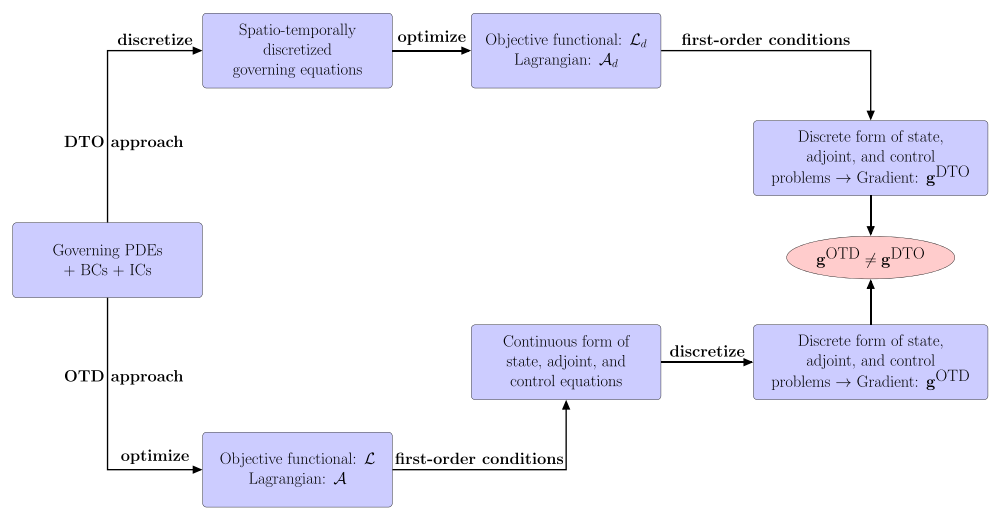 discretize
Spatio-temporally
discretized
governing equations
optimize
Objective functional: 𝓛_d
Lagrangian: 𝓐_d
first-order conditions
DTO approach
Discrete form of state,
adjoint, and control
problems → Gradient: g^DTO
Governing PDEs
+ BCs + ICs
g^OTD ≠ g^DTO
OTD approach
Continuous form of
state, adjoint, and
control equations
discretize
Discrete form of state,
adjoint, and control
problems → Gradient: g^OTD
optimize
Objective functional: 𝓛
Lagrangian: 𝓐
first-order conditions